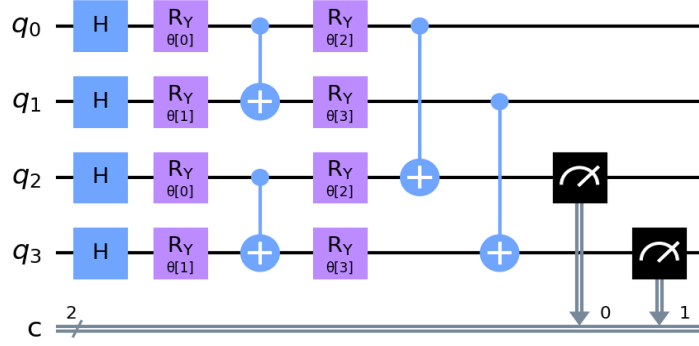 q0 H RY θ[0] RY θ[2]
q1 H RY θ[1] RY θ[3]
q2 H RY θ[0] RY θ[2]
q3 H RY θ[1] RY θ[3]
c 2 0 1